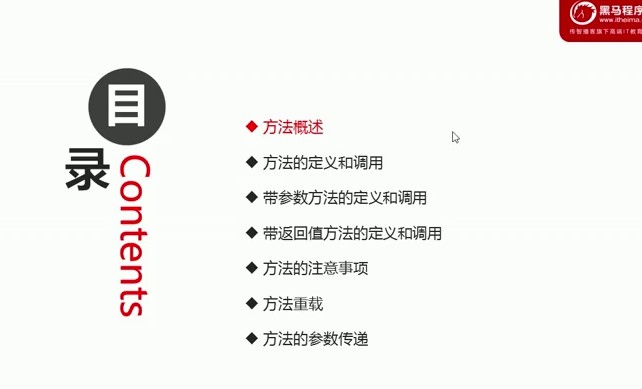 黑马程序
www.itheima.
传智播客旗下高端IT教育
目录
Contents
◆ 方法概述
◆ 方法的定义和调用
◆ 带参数方法的定义和调用
◆ 带返回值方法的定义和调用
◆ 方法的注意事项
◆ 方法重载
◆ 方法的参数传递